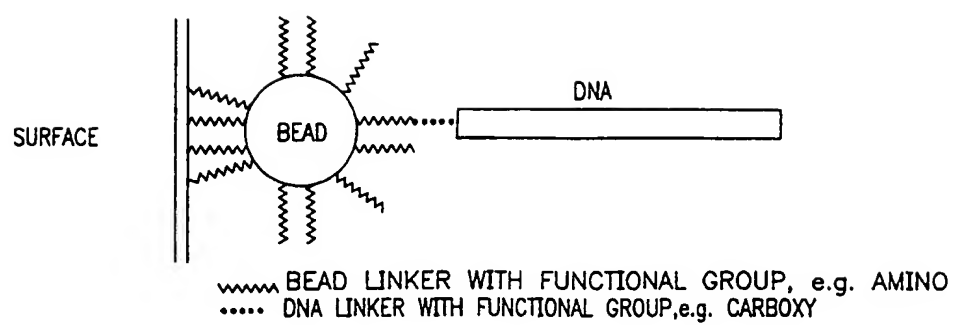 DNA
SURFACE
BEAD
BEAD LINKER WITH FUNCTIONAL GROUP, e.g. AMINO
DNA LINKER WITH FUNCTIONAL GROUP,e.g. CARBOXY